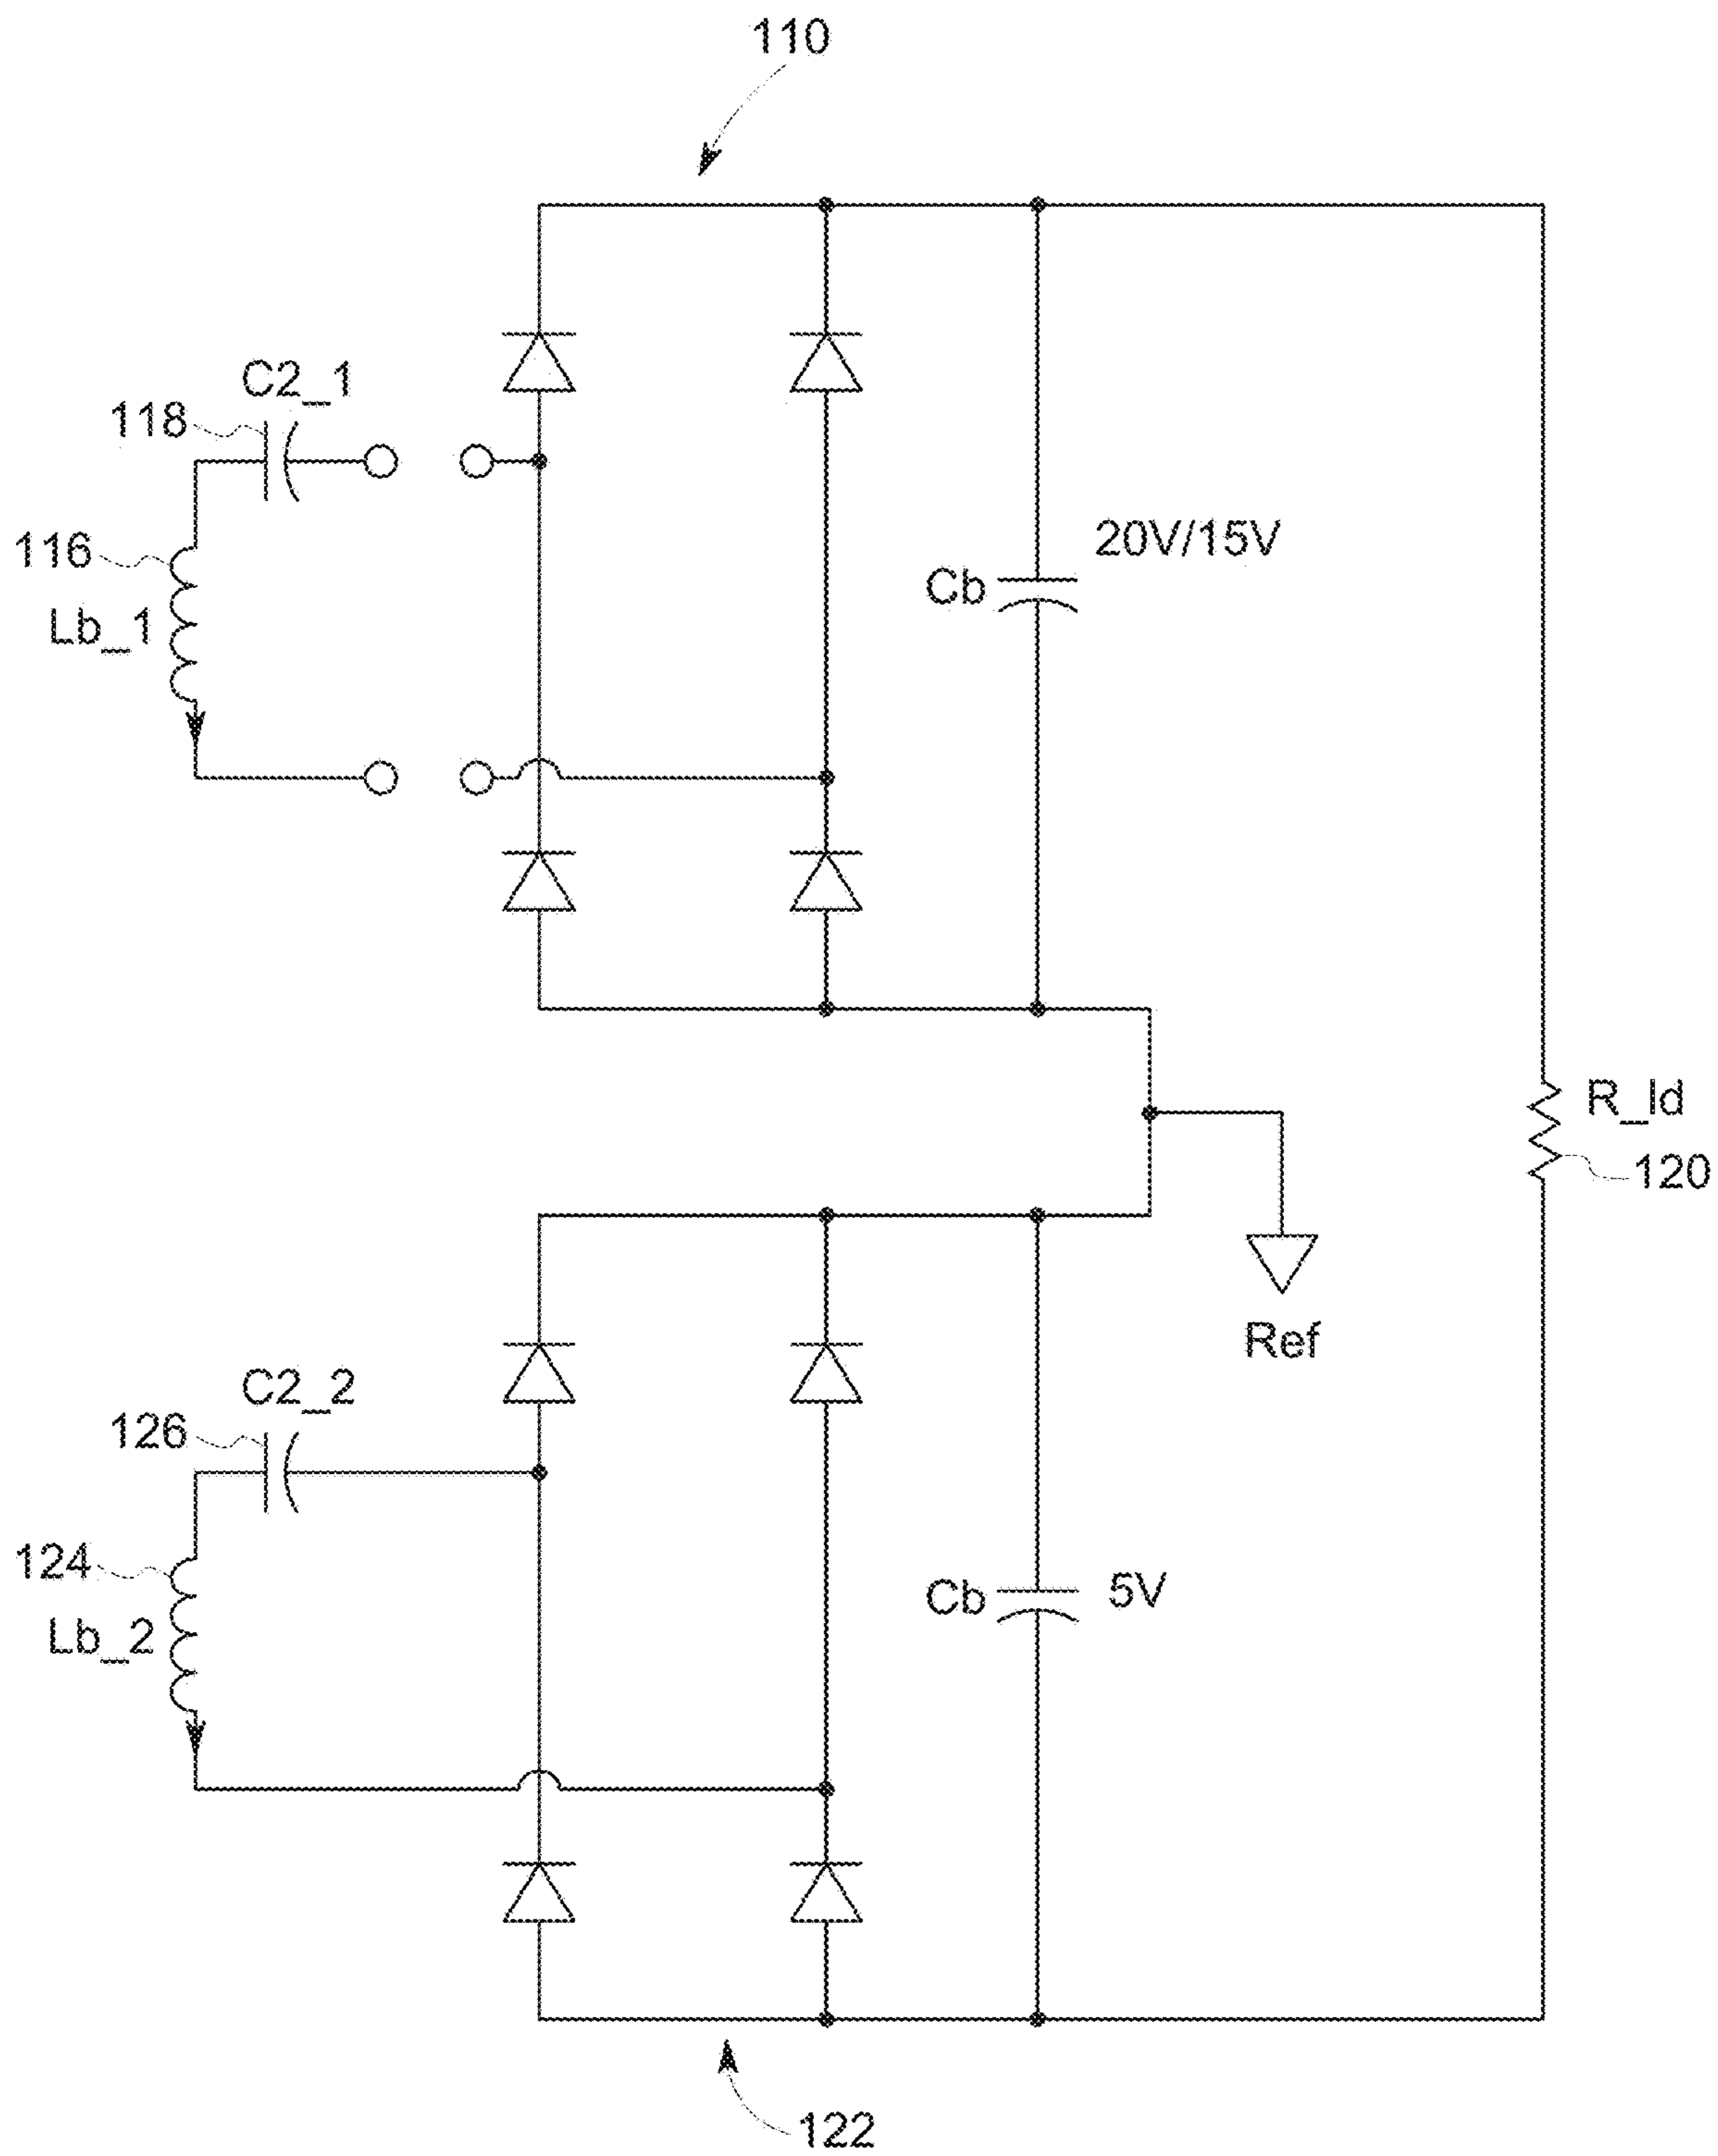 110
C2_1
118
20V/15V
116
Cb
Lb_1
R_ld
120
Ref
C2_2
126
124
Cb
5V
Lb_2
122